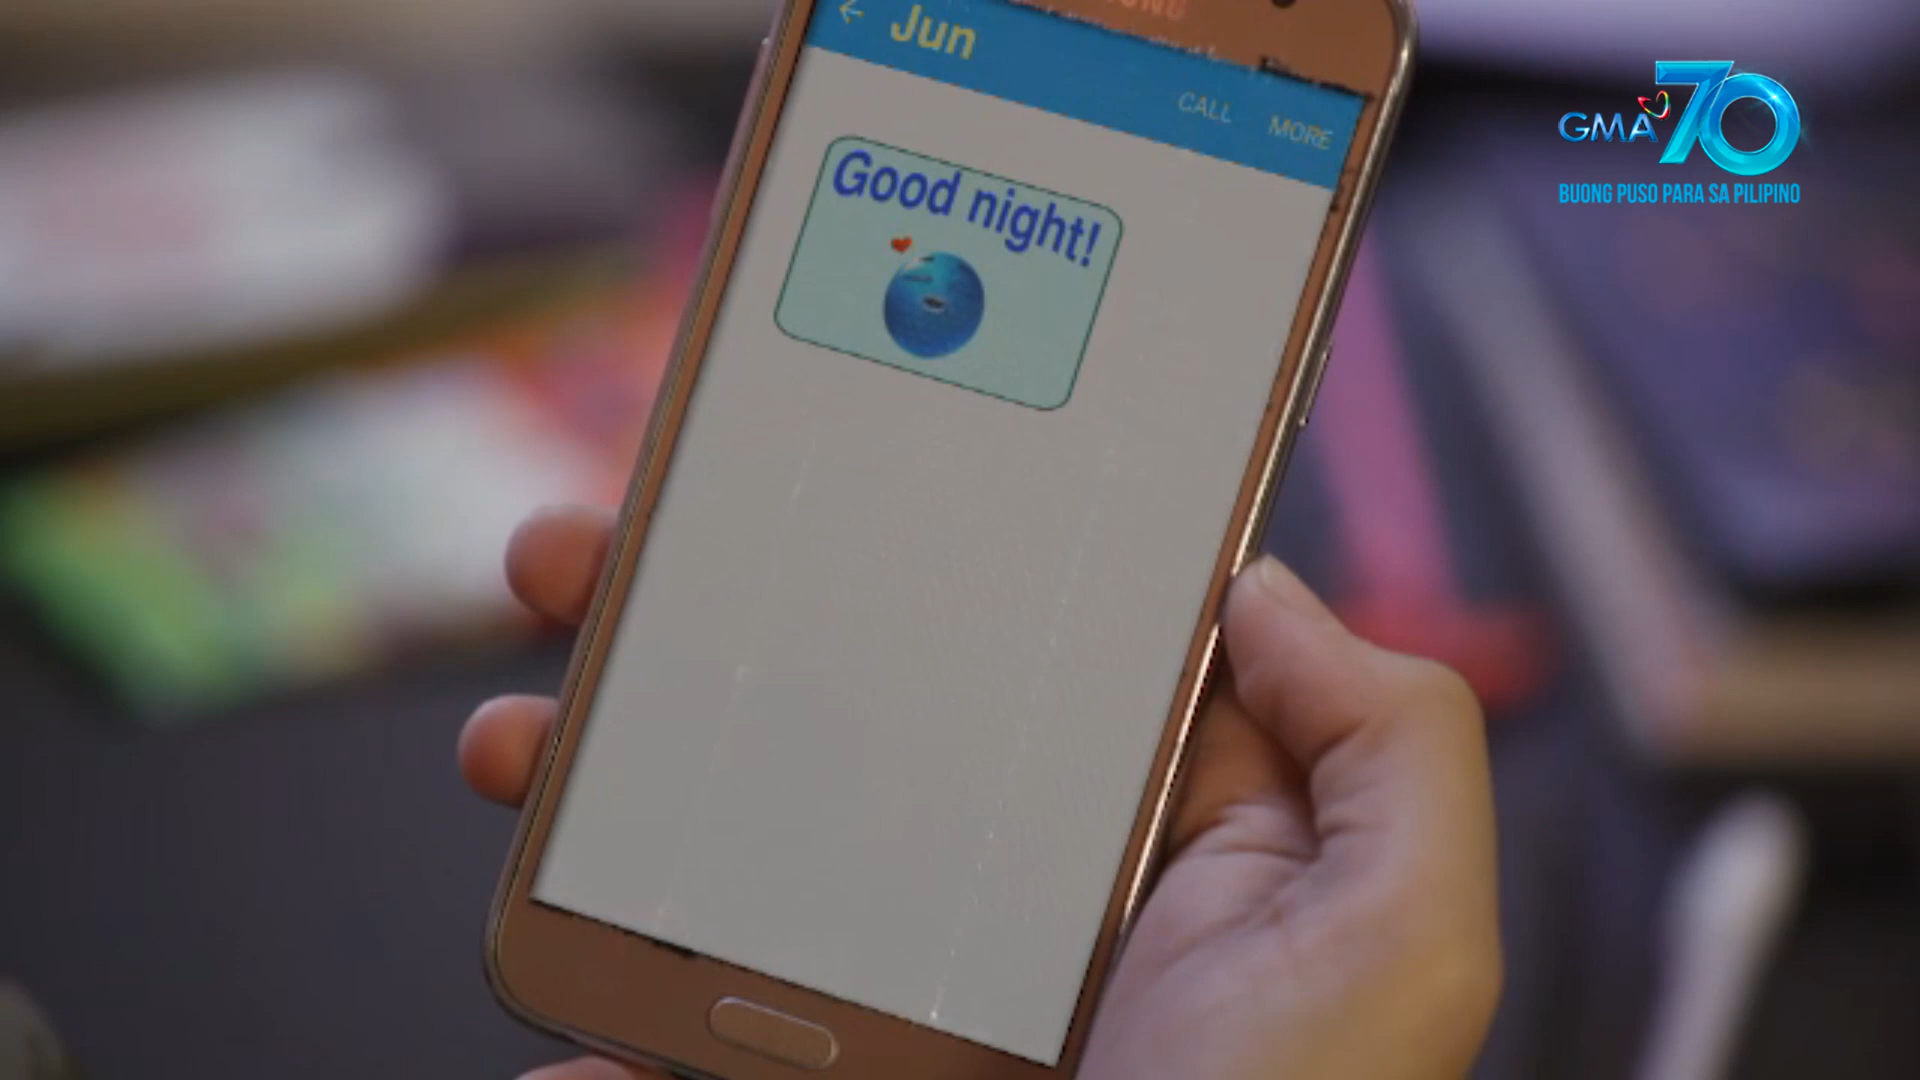 Jun
CALL MORE
Good night!
GMA 70
BUONG PUSO PARA SA PILIPINO